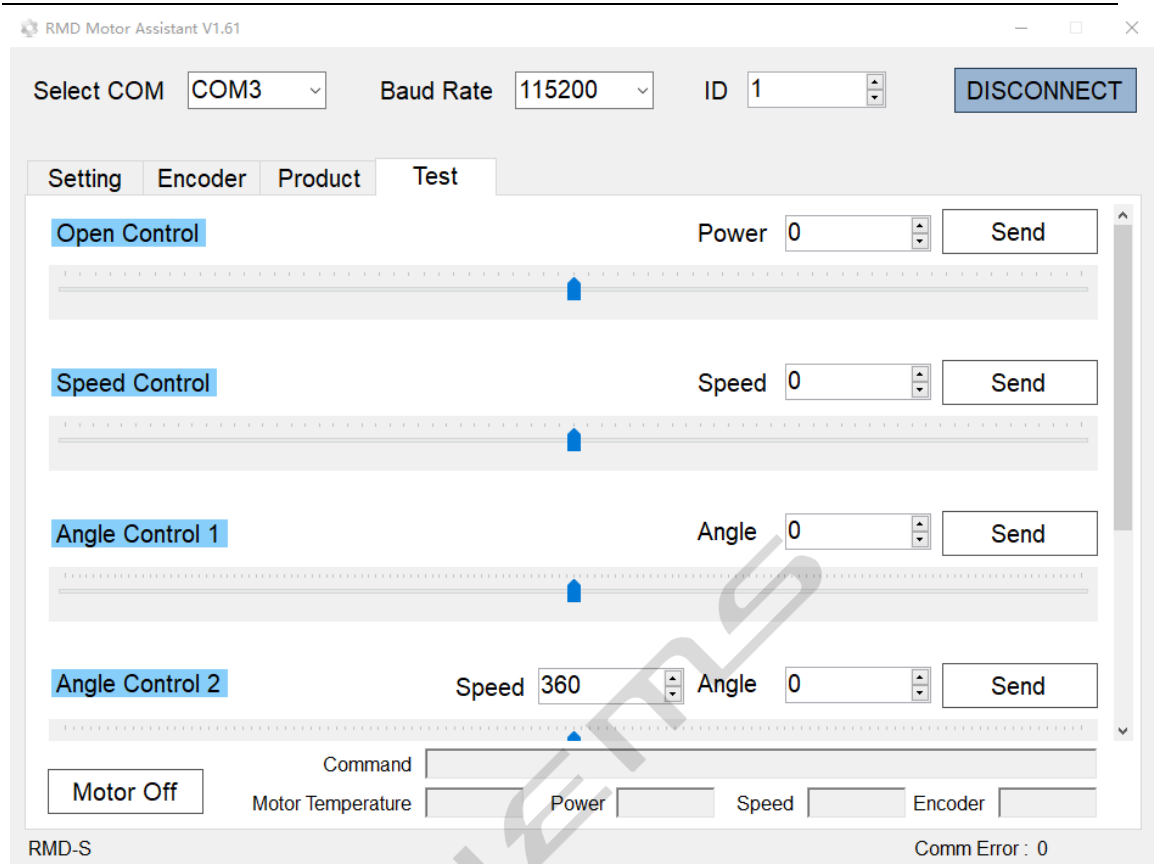 RMD Motor Assistant V1.61
Select COM COM3 Baud Rate 115200 ID 1 DISCONNECT
Setting Encoder Product Test
Open Control Power 0 Send
Speed Control Speed 0 Send
Angle Control 1 Angle 0 Send
Angle Control 2 Speed 360 Angle 0 Send
Command
Motor Off Motor Temperature Power Speed Encoder
RMD-S Comm Error : 0